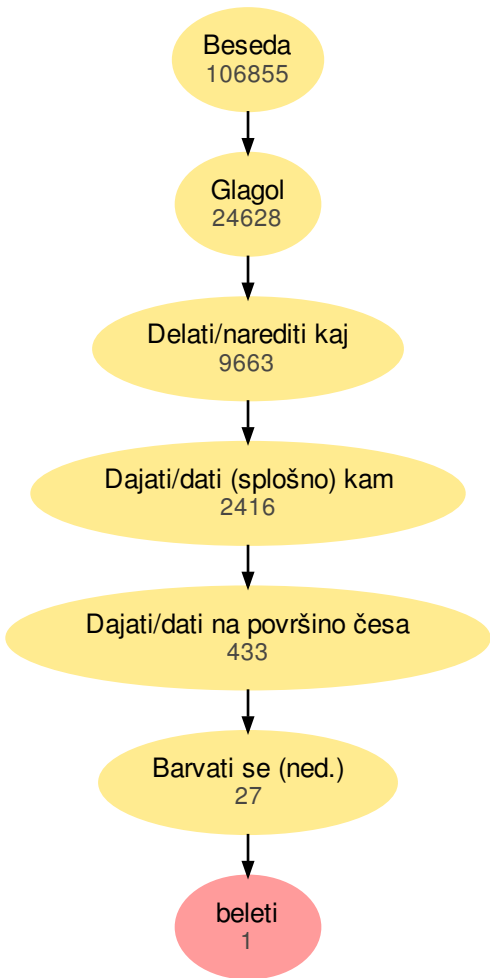 Beseda
106855
Glagol
24628
Delati/narediti kaj
9663
Dajati/dati (splošno) kam
2416
Dajati/dati na površino česa
433
Barvati se (ned.)
27
beleti
1